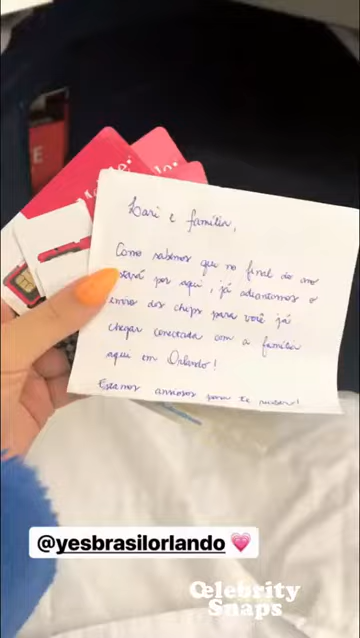 Lari e família,
Como sabemos que no final do ano
estará por aqui, já adiantamos o
envio dos chips para você já
chegar conectada com a família
aqui em Orlando!
Estamos ansiosos para te receber!
@yesbrasilorlando
Celebrity
Snaps